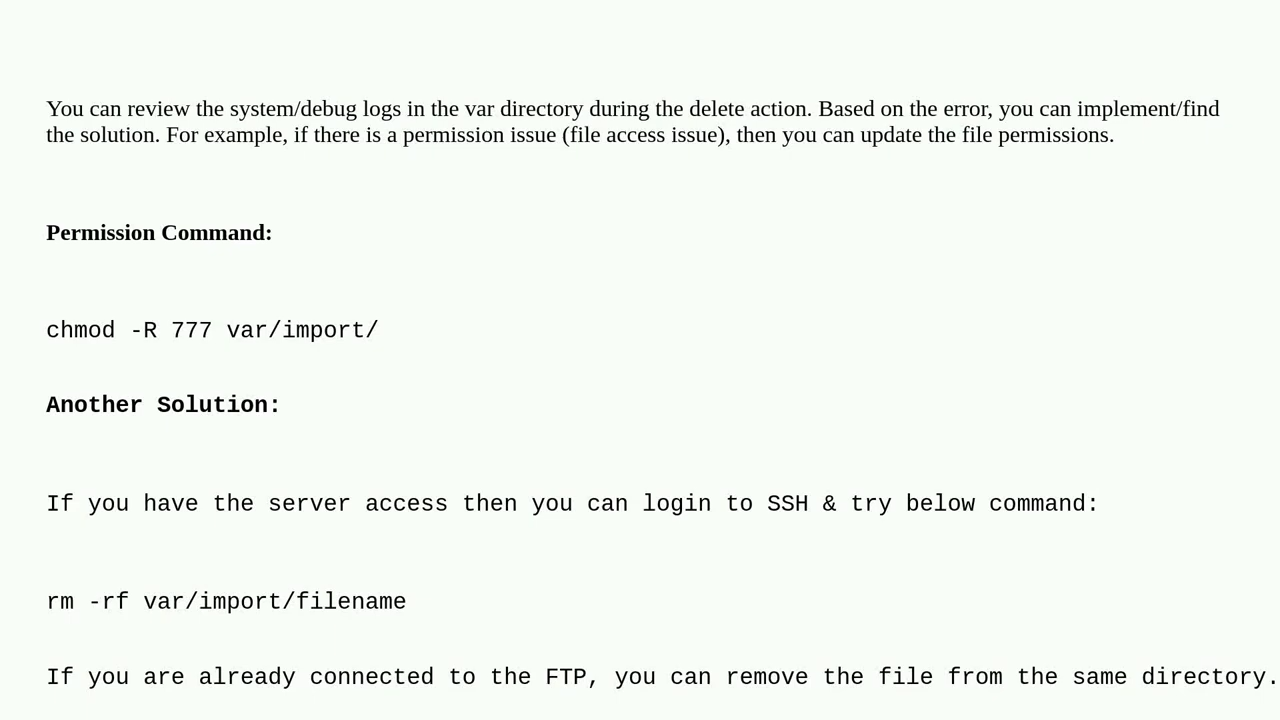 You can review the system/debug logs in the var directory during the delete action. Based on the error, you can implement/find
the solution. For example, if there is a permission issue (file access issue), then you can update the file permissions.
Permission Command:
chmod -R 777 var/import/
Another Solution:
If you have the server access then you can login to SSH & try below command:
rm -rf var/import/filename
If you are already connected to the FTP, you can remove the file from the same directory.